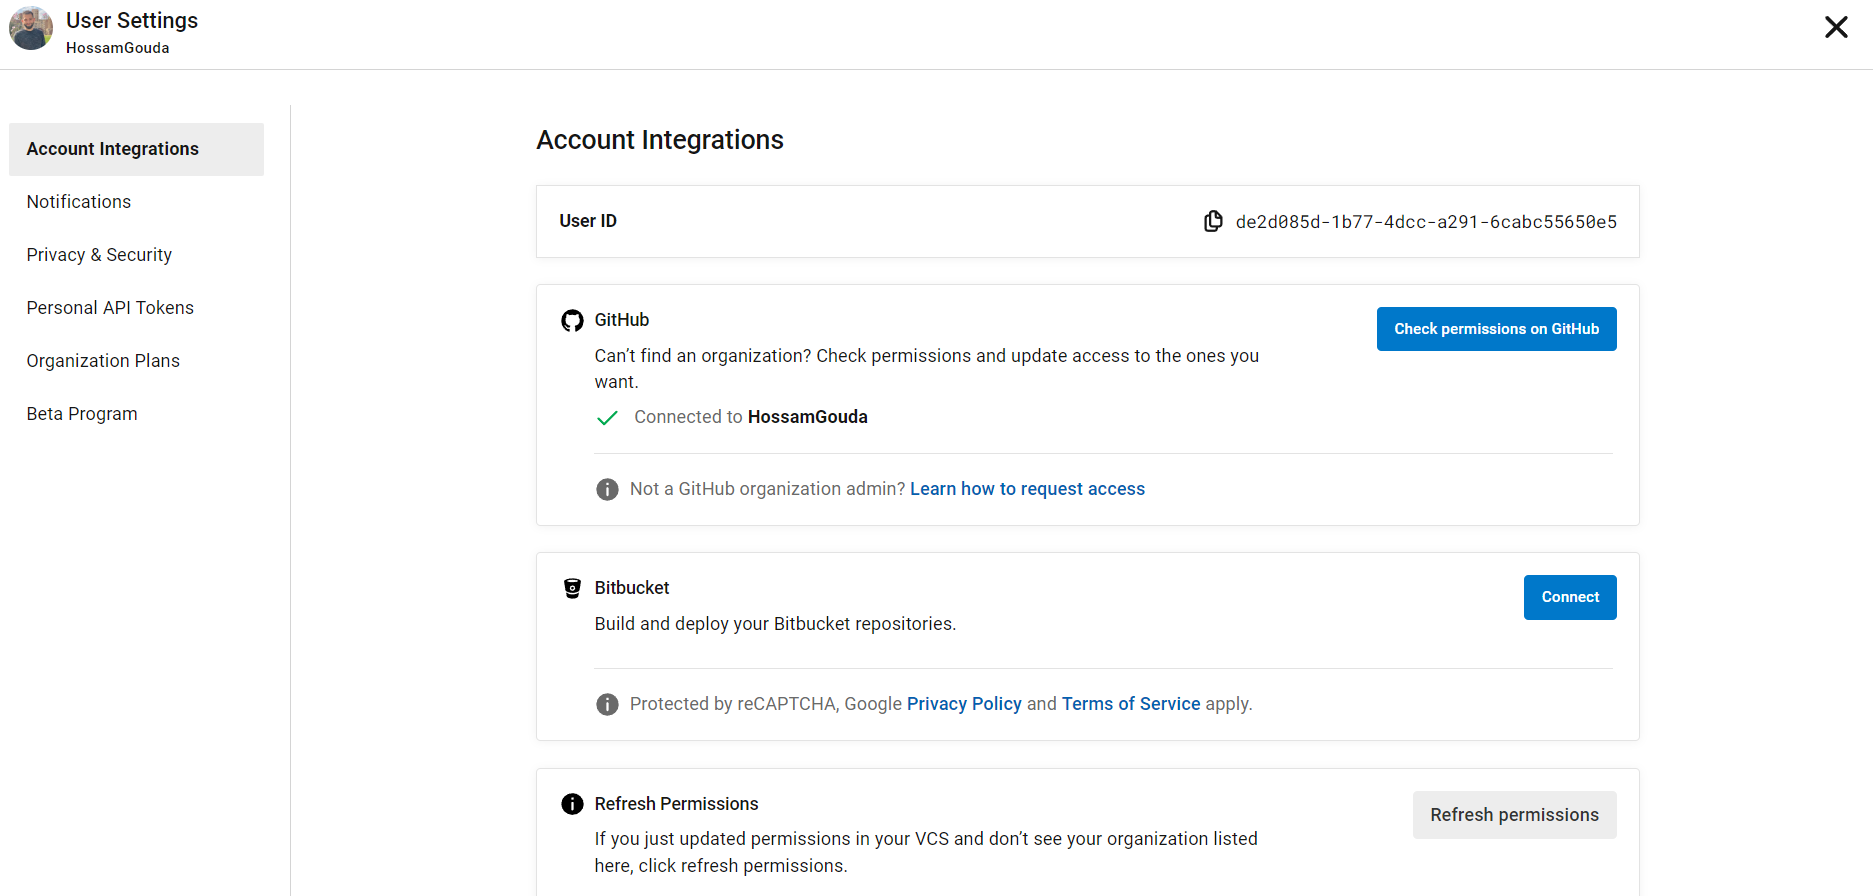 User Settings
HossamGouda
Account Integrations
Notifications
Privacy & Security
Personal API Tokens
Organization Plans
Beta Program
Account Integrations
User ID
de2d085d-1b77-4dcc-a291-6cabc55650e5
GitHub
Check permissions on GitHub
Can’t find an organization? Check permissions and update access to the ones you
want.
Connected to HossamGouda
Not a GitHub organization admin? Learn how to request access
Bitbucket
Connect
Build and deploy your Bitbucket repositories.
Protected by reCAPTCHA, Google Privacy Policy and Terms of Service apply.
Refresh Permissions
Refresh permissions
If you just updated permissions in your VCS and don’t see your organization listed
here, click refresh permissions.